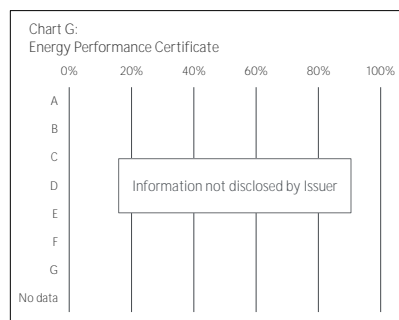 Chart G:
Energy Performance Certificate
0% 20% 40% 60% 80% 100%
A
B
C
D
E
F
G
No data
Information not disclosed by Issuer